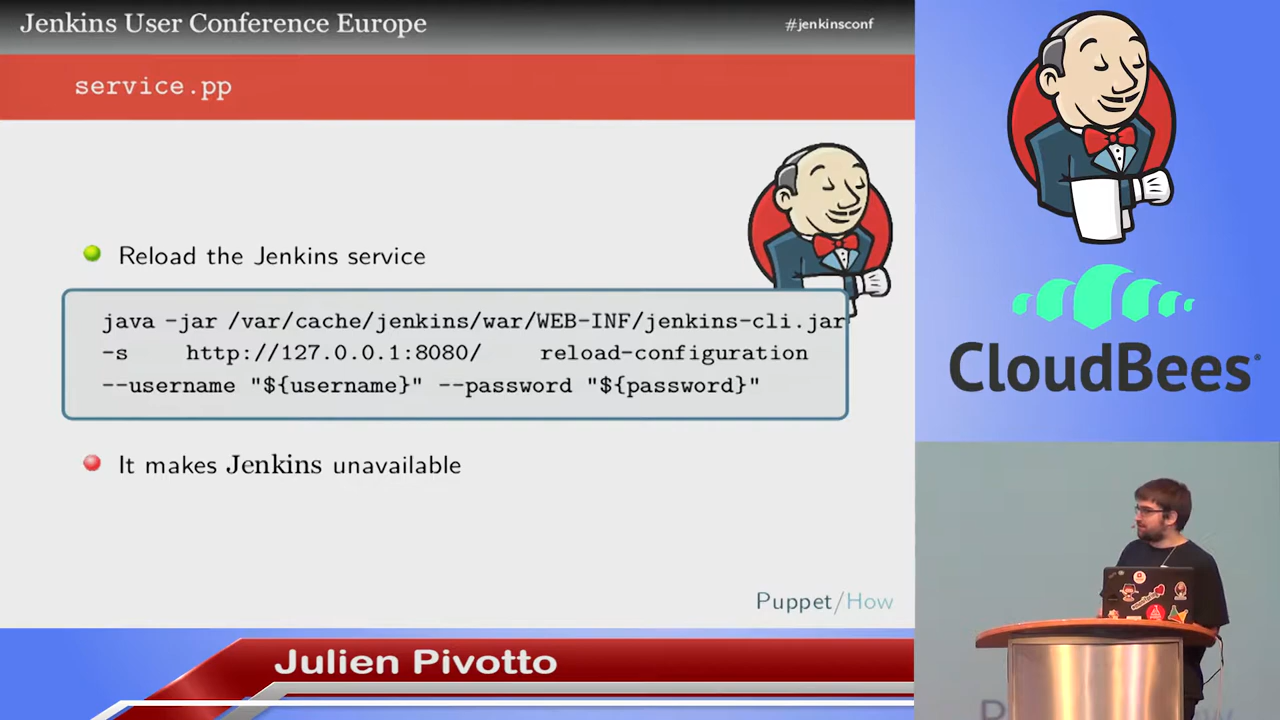 Jenkins User Conference Europe
#jenkinsconf
service.pp
Reload the Jenkins service
java -jar /var/cache/jenkins/war/WEB-INF/jenkins-cli.jar
-s http://127.0.0.1:8080/ reload-configuration
--username "${username}" --password "${password}"
It makes Jenkins unavailable
Puppet/How
CloudBees
Julien Pivotto